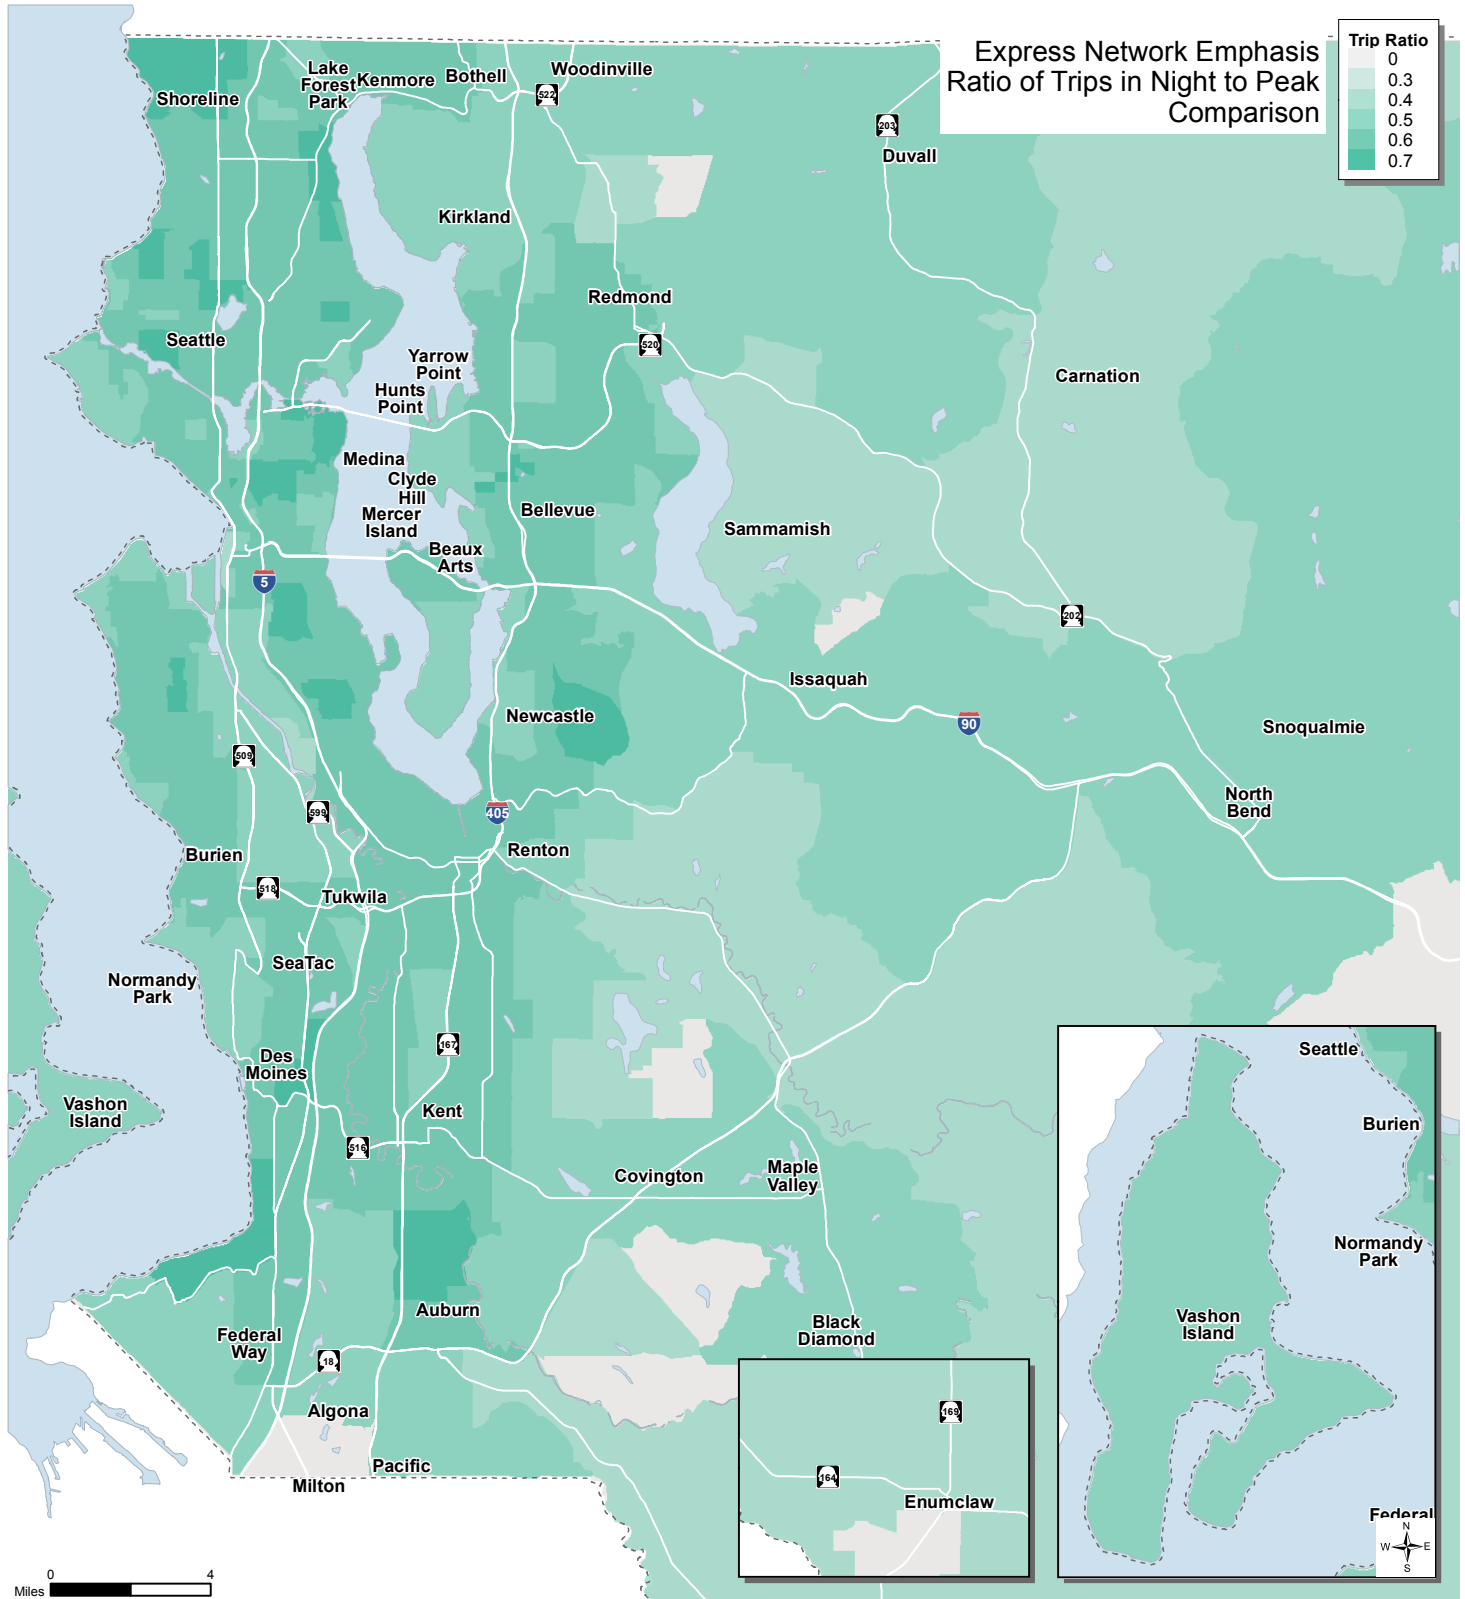 Express Network Emphasis
Ratio of Trips in Night to Peak
Comparison
Trip Ratio
0
0.3
0.4
0.5
0.6
0.7
Shoreline
Lake
Forest
Park
Kenmore
Bothell
Woodinville
522
203
Duvall
Kirkland
Redmond
520
Seattle
Yarrow
Point
Hunts
Point
Carnation
Medina
Clyde
Hill
Mercer
Island
Beaux
Arts
Bellevue
Sammamish
5
202
Issaquah
Newcastle
90
Snoqualmie
509
North
Bend
599
405
Burien
Renton
518
Tukwila
SeaTac
Normandy
Park
167
Des
Moines
Vashon
Island
Kent
516
Covington
Maple
Valley
Auburn
Black
Diamond
Federal
Way
18
Algona
Pacific
Milton
169
164
Enumclaw
Seattle
Burien
Normandy
Park
Vashon
Island
Federal
N
W E
S
0 4
Miles